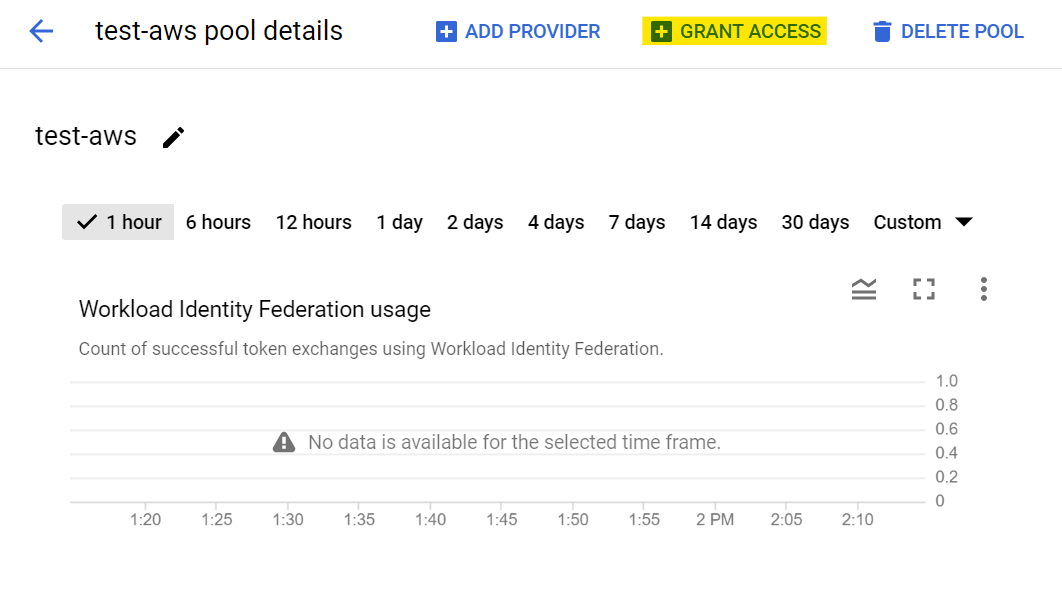 test-aws pool details
ADD PROVIDER
GRANT ACCESS
DELETE POOL
test-aws
1 hour 6 hours 12 hours 1 day 2 days 4 days 7 days 14 days 30 days Custom
Workload Identity Federation usage
Count of successful token exchanges using Workload Identity Federation.
1.0
0.8
0.6
No data is available for the selected time frame.
0.4
0.2
0
1:20 1:25 1:30 1:35 1:40 1:45 1:50 1:55 2 PM 2:05 2:10